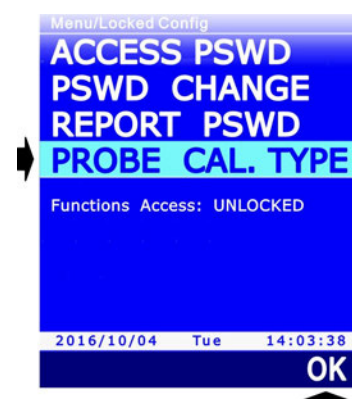 Menu/Locked Config
ACCESS PSWD
PSWD CHANGE
REPORT PSWD
PROBE CAL. TYPE
Functions Access: UNLOCKED
2016/10/04 Tue 14:03:38
OK